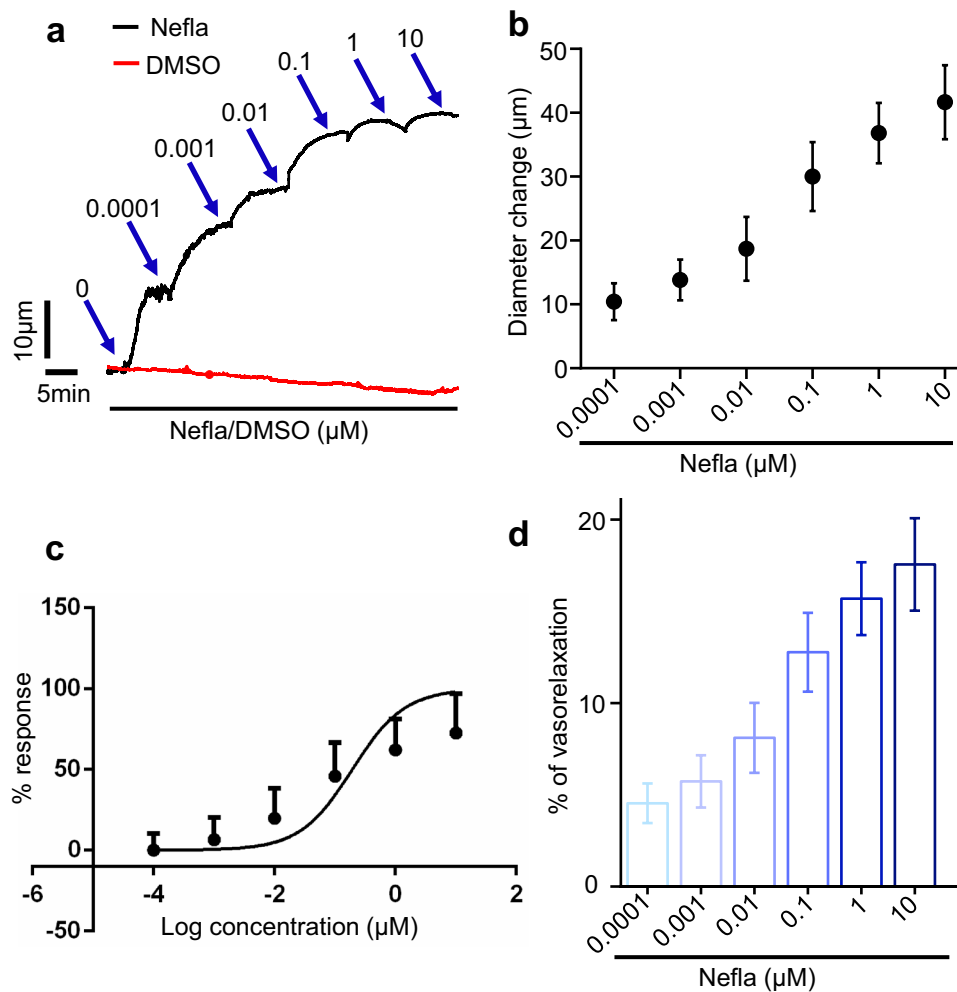 a
Nefla
DMSO
0
0.0001
0.001
0.01
0.1
1
10
10µm
5min
Nefla/DMSO (µM)
b
Diameter change (µm)
50
40
30
20
10
0
0.0001
0.001
0.01
0.1
1
10
Nefla (µM)
c
% response
150
100
50
0
-50
-6
-4
-2
0
2
Log concentration (µM)
d
% of vasorelaxation
20
10
0
0.0001
0.001
0.01
0.1
1
10
Nefla (µM)